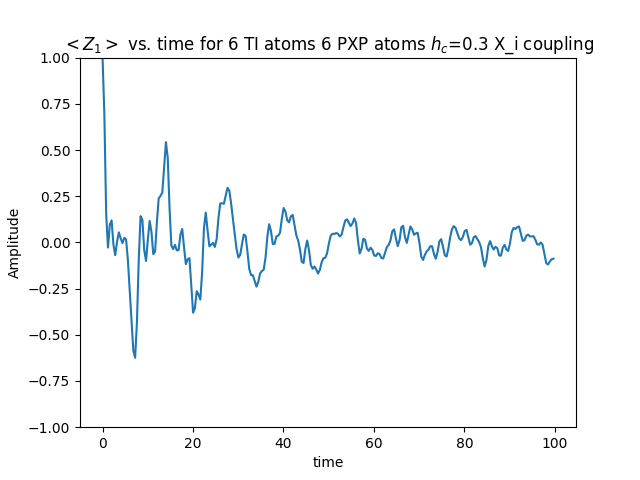 < Z₁ > vs. time for 6 TI atoms 6 PXP atoms h_c=0.3 X_i coupling
1.00
0.75
0.50
0.25
0.00
−0.25
−0.50
−0.75
−1.00
Amplitude
0 20 40 60 80 100
time